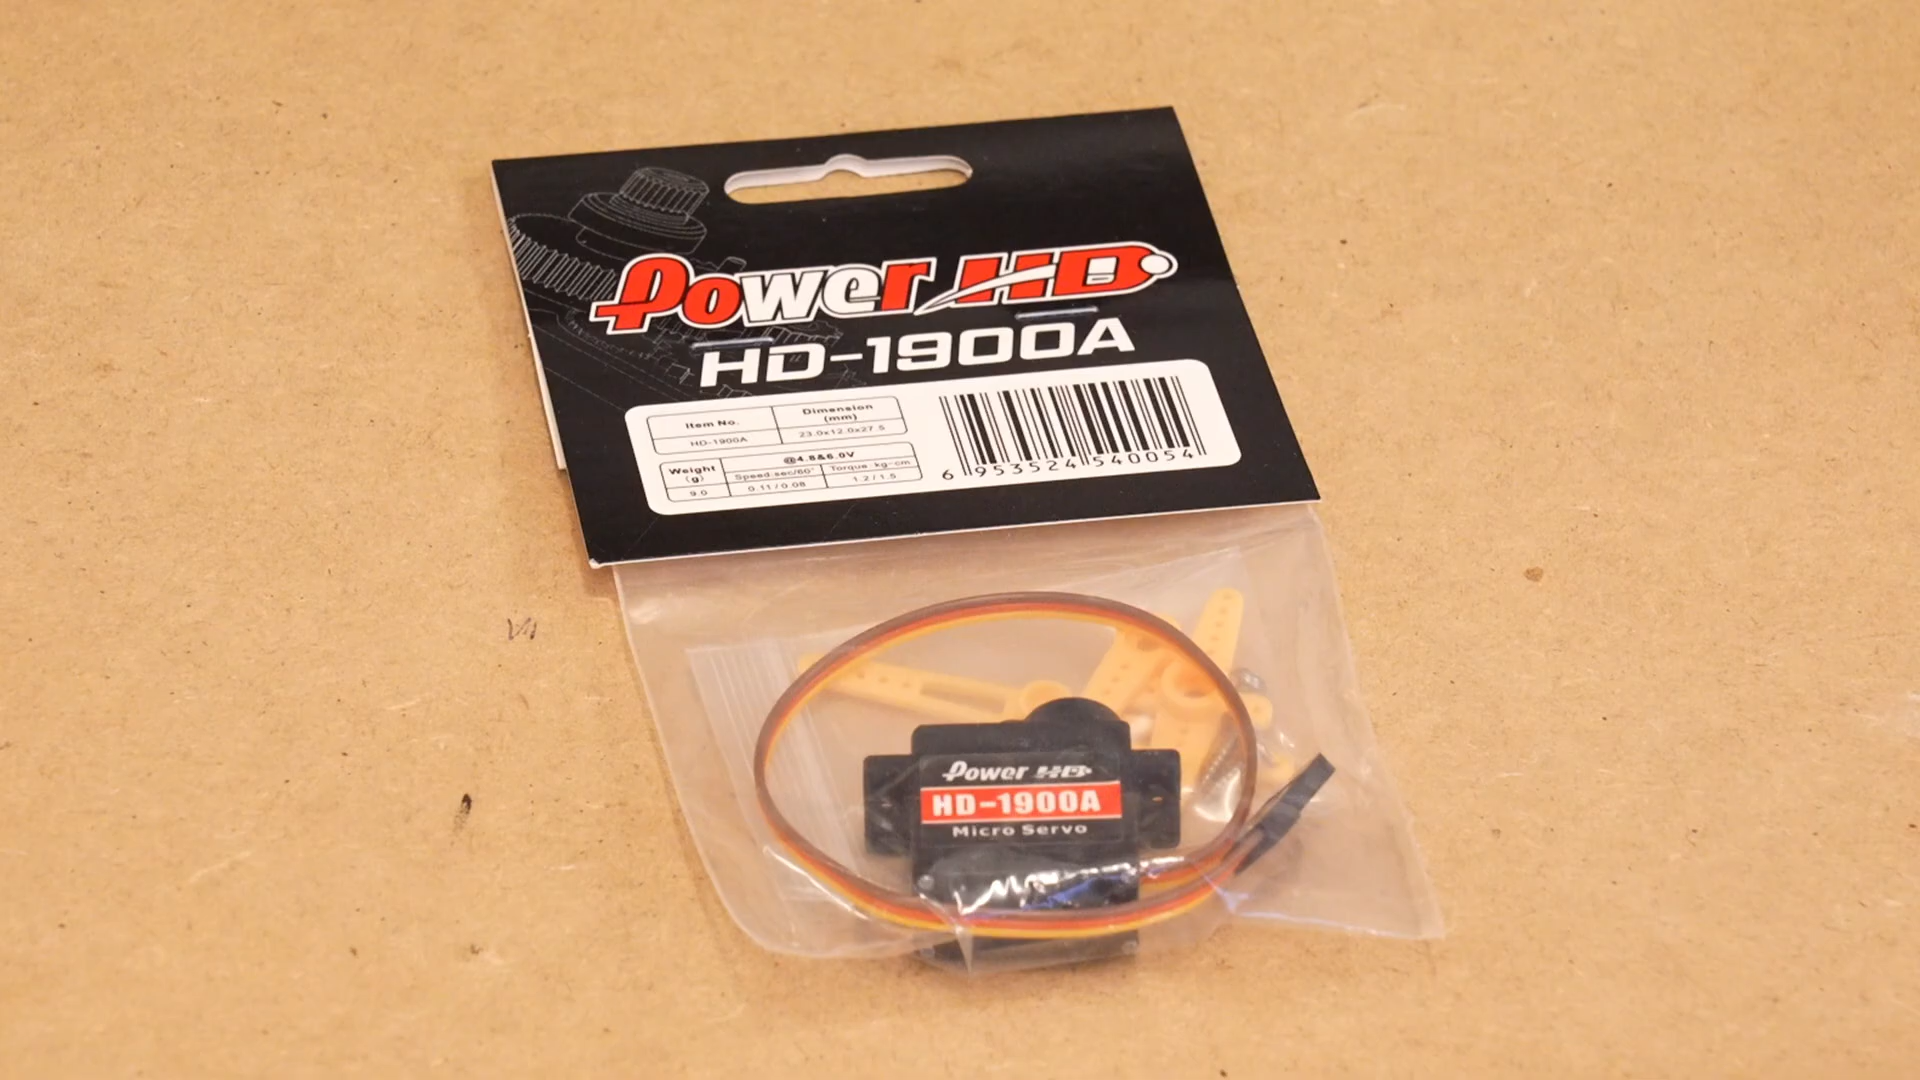 Power HD
HD-1900A
Item No.
Dimension
(mm)
HD-1900A
23.0x12.0x27.5
Weight
(g)
@4.8&6.0V
Speed sec/60°
Torque kg-cm
9.0
0.11/0.08
1.2/1.5
6 953524 540054
Power HD
HD-1900A
Micro Servo